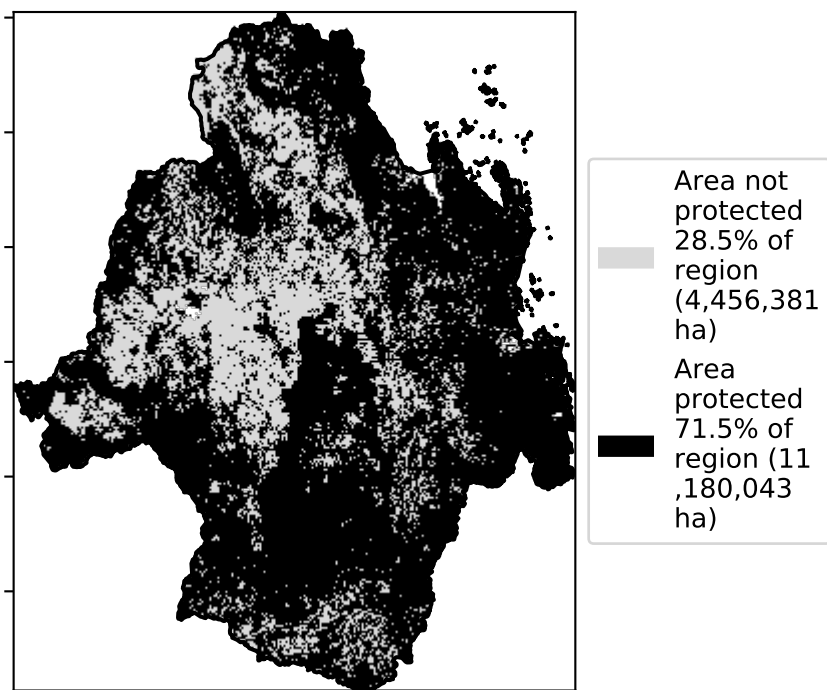 Area not
protected
28.5% of
region
(4,456,381
ha)
Area
protected
71.5% of
region (11
,180,043
ha)